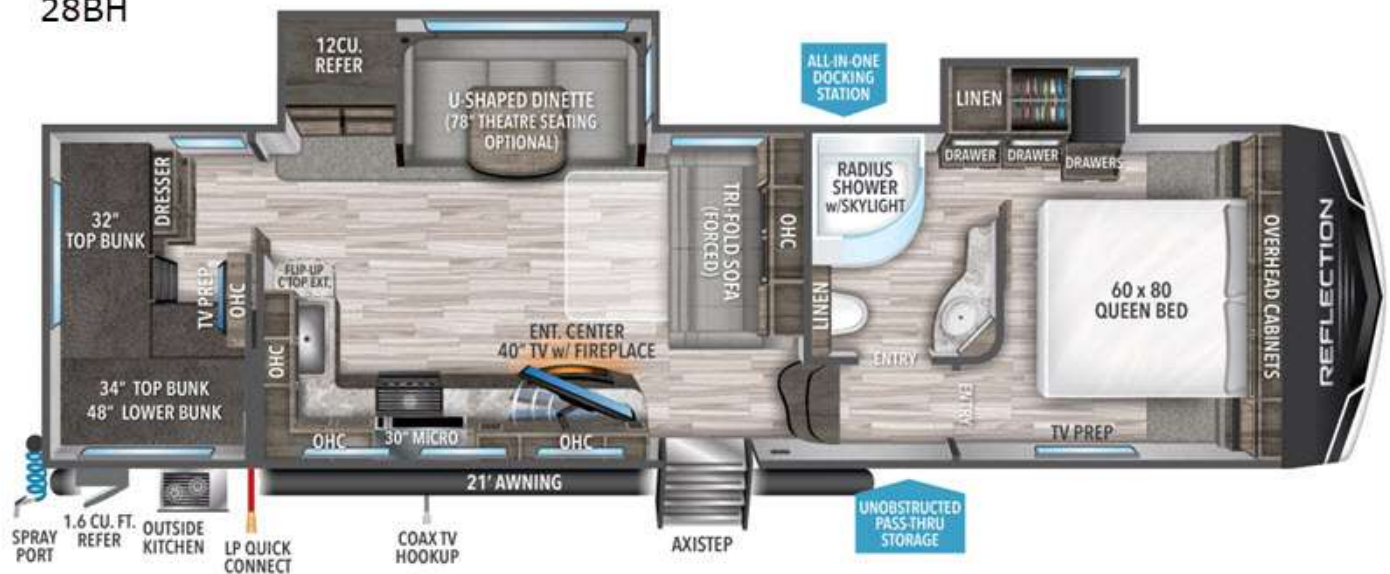 28BH
12CU.
REFER
U-SHAPED DINETTE
(78" THEATRE SEATING
OPTIONAL)
ALL-IN-ONE
DOCKING
STATION
LINEN
DRAWER
DRAWER
DRAWERS
RADIUS
SHOWER
w/SKYLIGHT
DRESSER
32"
TOP BUNK
TRI-FOLD SOFA
(FORCED)
OHC
OVERHEAD CABINETS
REFLECTION
TV PREP
OHC
FLIP-UP
C'TOP EXT.
LINEN
60 x 80
QUEEN BED
ENT. CENTER
40" TV w/ FIREPLACE
OHC
ENTRY
ENTRY
34" TOP BUNK
48" LOWER BUNK
OHC
30" MICRO
OHC
TV PREP
21' AWNING
SPRAY
PORT
1.6 CU. FT.
REFER
OUTSIDE
KITCHEN
LP QUICK
CONNECT
COAX TV
HOOKUP
AXISTEP
UNOBSTRUCTED
PASS-THRU
STORAGE